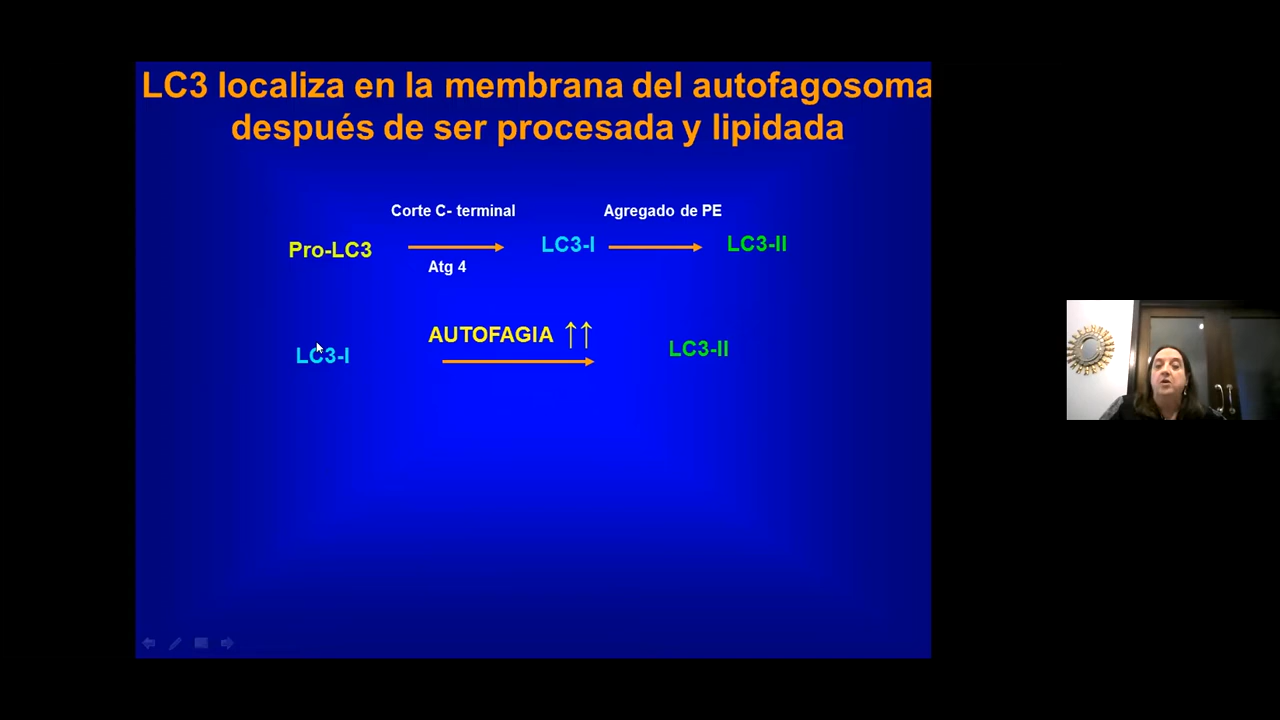 LC3 localiza en la membrana del autofagosoma
después de ser procesada y lipidada
Corte C- terminal
Agregado de PE
Pro-LC3
LC3-I
LC3-II
Atg 4
AUTOFAGIA ↑↑
LC3-I
LC3-II